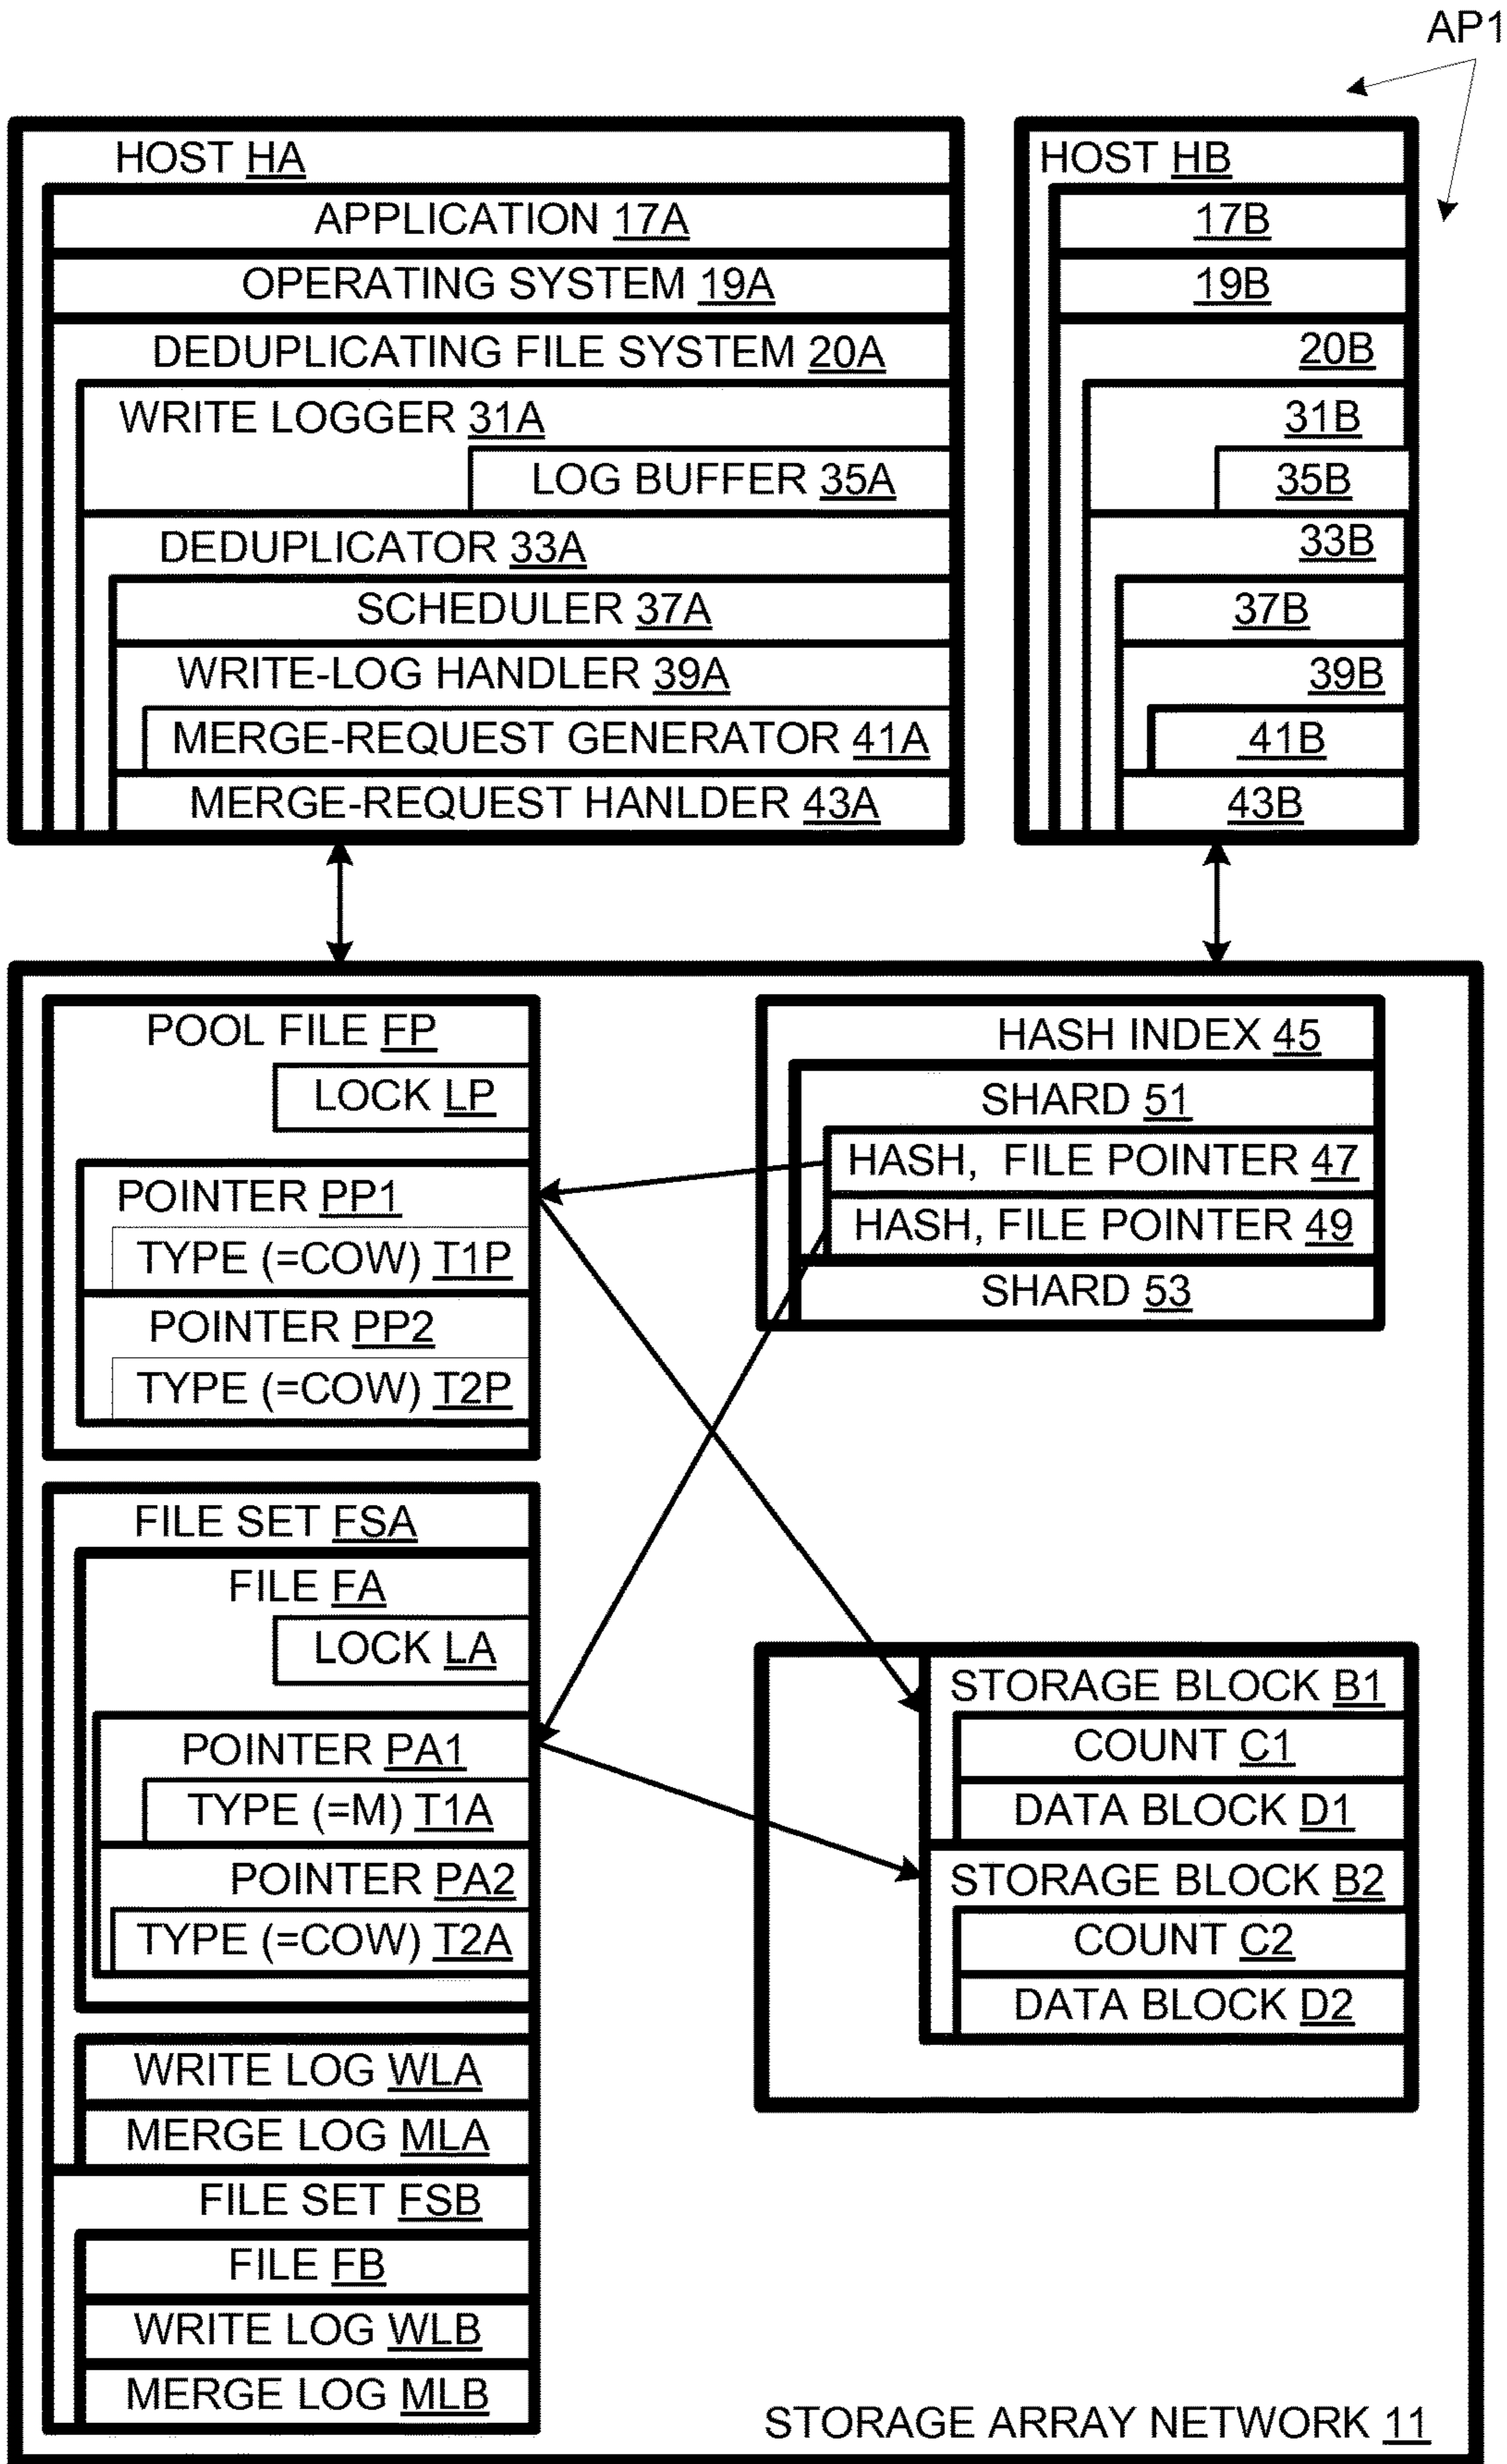 AP1
HOST HA
APPLICATION 17A
OPERATING SYSTEM 19A
DEDUPLICATING FILE SYSTEM 20A
WRITE LOGGER 31A
LOG BUFFER 35A
DEDUPLICATOR 33A
SCHEDULER 37A
WRITE-LOG HANDLER 39A
MERGE-REQUEST GENERATOR 41A
MERGE-REQUEST HANLDER 43A
HOST HB
17B
19B
20B
31B
35B
33B
37B
39B
41B
43B
POOL FILE FP
LOCK LP
POINTER PP1
TYPE (=COW) T1P
POINTER PP2
TYPE (=COW) T2P
HASH INDEX 45
SHARD 51
HASH, FILE POINTER 47
HASH, FILE POINTER 49
SHARD 53
FILE SET FSA
FILE FA
LOCK LA
POINTER PA1
TYPE (=M) T1A
POINTER PA2
TYPE (=COW) T2A
WRITE LOG WLA
MERGE LOG MLA
FILE SET FSB
FILE FB
WRITE LOG WLB
MERGE LOG MLB
STORAGE BLOCK B1
COUNT C1
DATA BLOCK D1
STORAGE BLOCK B2
COUNT C2
DATA BLOCK D2
STORAGE ARRAY NETWORK 11